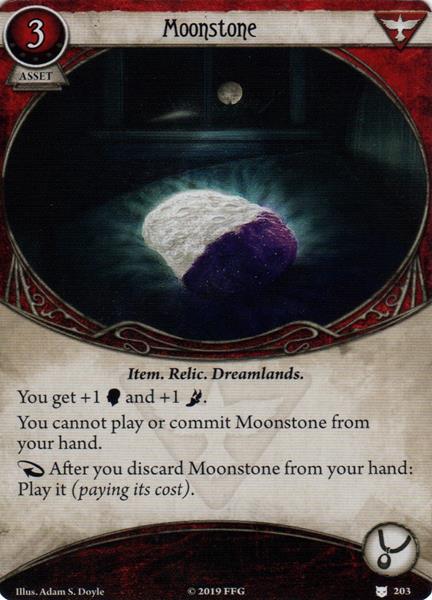 3
Moonstone
ASSET
Item. Relic. Dreamlands.
You get +1 and +1 .
You cannot play or commit Moonstone from
your hand.
After you discard Moonstone from your hand:
Play it (paying its cost).
Illus. Adam S. Doyle
© 2019 FFG
203